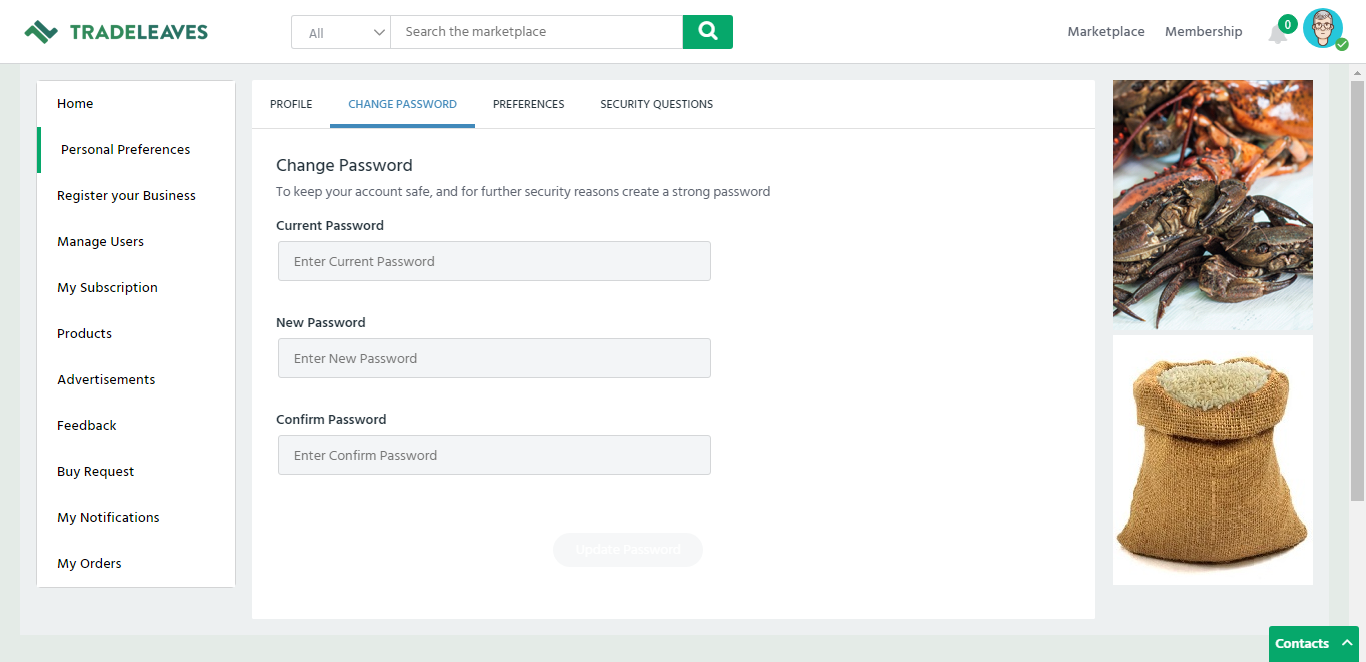 TRADELEAVES
All
Search the marketplace
Marketplace
Membership
0
Home
Personal Preferences
Register your Business
Manage Users
My Subscription
Products
Advertisements
Feedback
Buy Request
My Notifications
My Orders
PROFILE
CHANGE PASSWORD
PREFERENCES
SECURITY QUESTIONS
Change Password
To keep your account safe, and for further security reasons create a strong password
Current Password
Enter Current Password
New Password
Enter New Password
Confirm Password
Enter Confirm Password
Update Password
Contacts